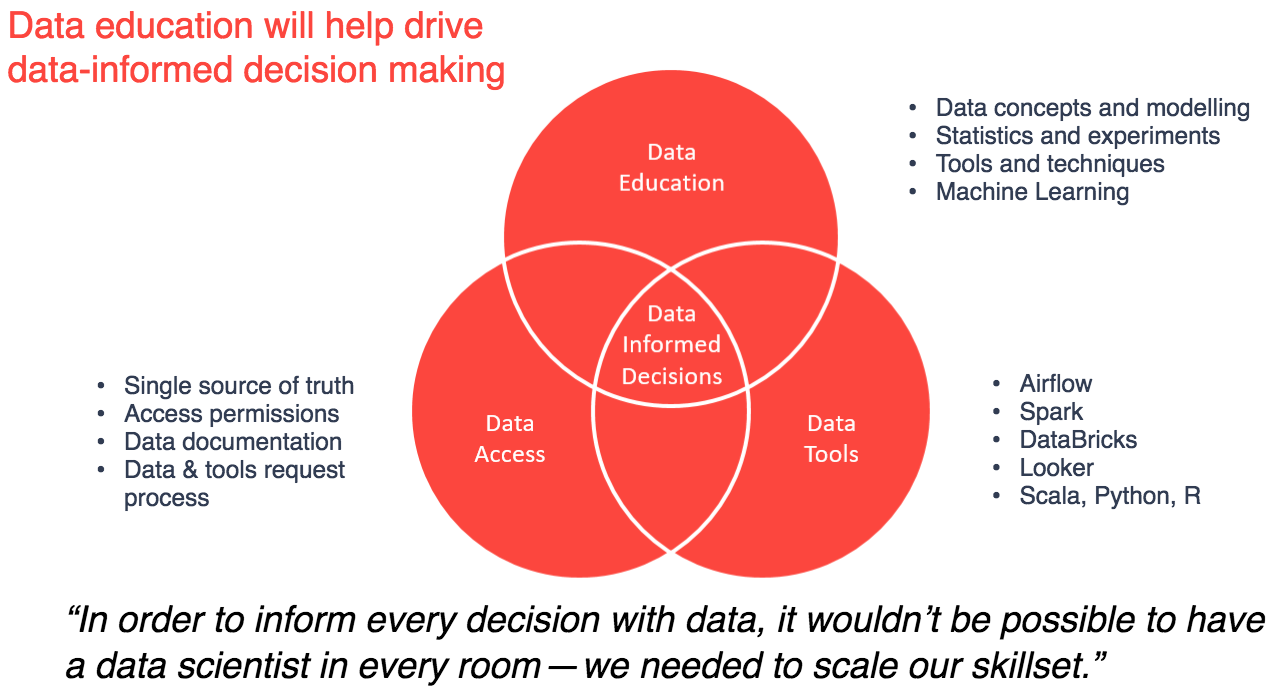 Data education will help drive
data-informed decision making
Data
Education
• Data concepts and modelling
• Statistics and experiments
• Tools and techniques
• Machine Learning
Data
Informed
Decisions
• Single source of truth
• Access permissions
• Data documentation
• Data & tools request
process
Data
Access
Data
Tools
• Airflow
• Spark
• DataBricks
• Looker
• Scala, Python, R
“In order to inform every decision with data, it wouldn’t be possible to have
a data scientist in every room — we needed to scale our skillset.”